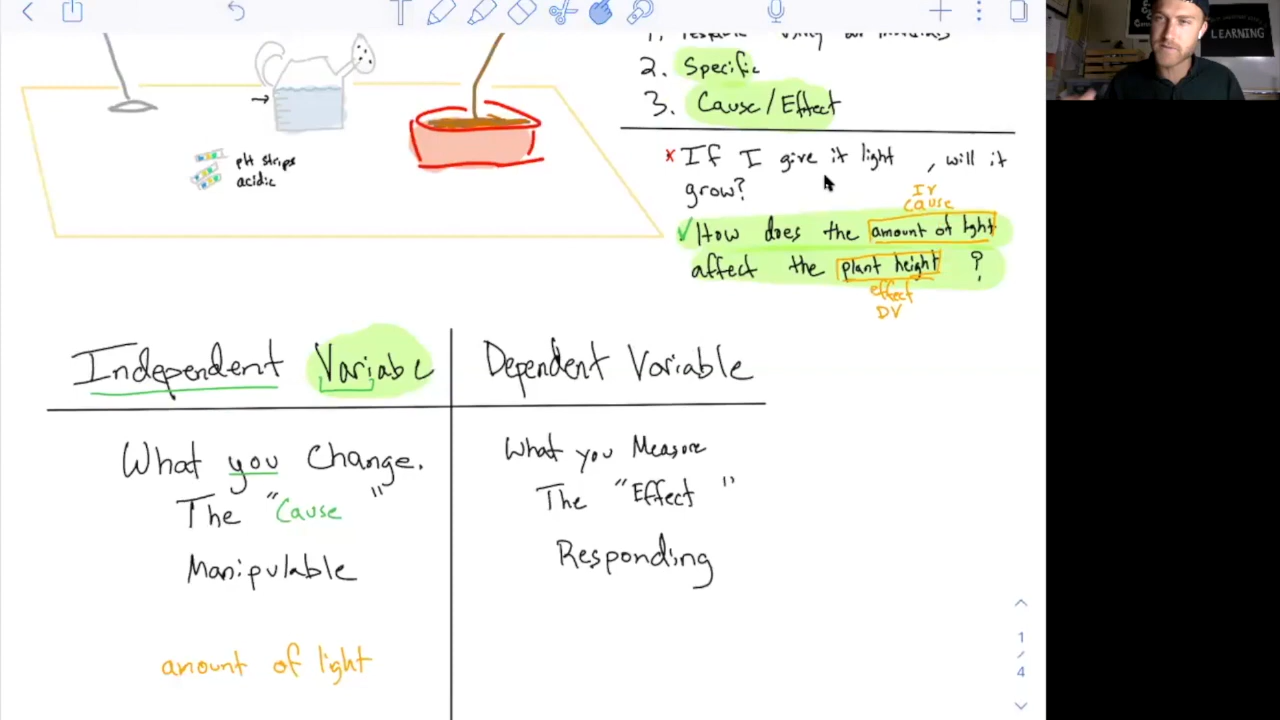 pH strips
acidic
2. Specific
3. Cause/Effect
x If I give it light, will it
grow?
IV
cause
✓ How does the amount of light
affect the plant height ?
effect
DV
Independent Variable
What you Change.
The "Cause"
Manipulable
amount of light
Dependent Variable
What you Measure
The "Effect"
Responding
1
/
4
LEARNING